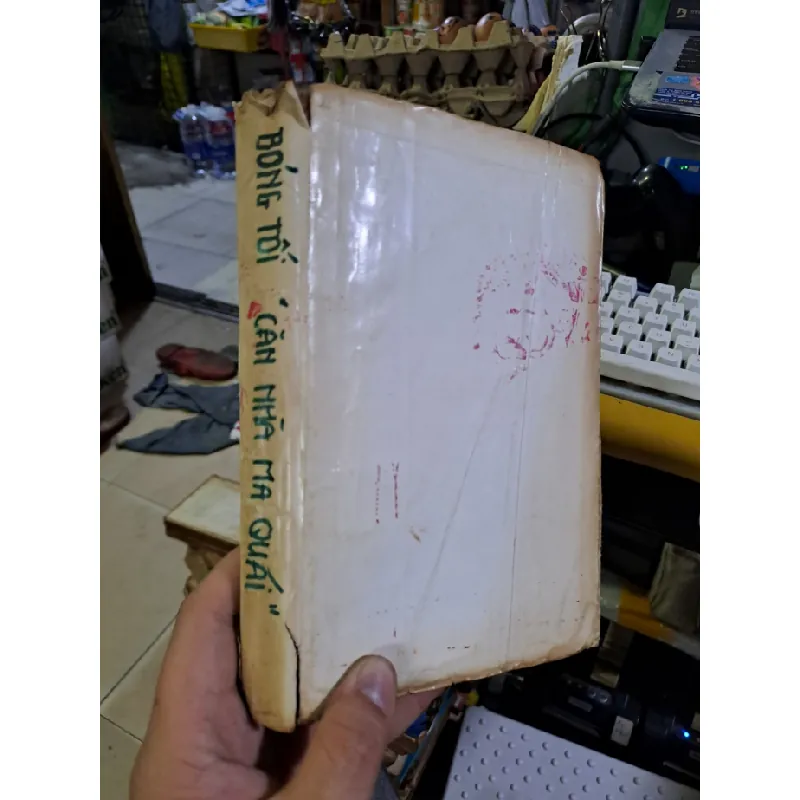 BÓNG TỐI "CĂN NHÀ MA QUÁI"